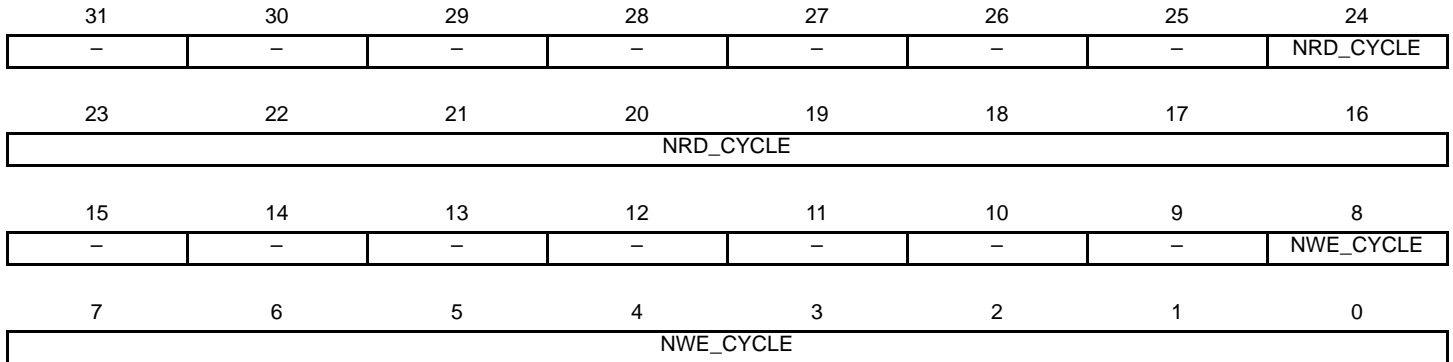 31 30 29 28 27 26 25 24
– – – – – – – NRD_CYCLE
23 22 21 20 19 18 17 16
NRD_CYCLE
15 14 13 12 11 10 9 8
– – – – – – – NWE_CYCLE
7 6 5 4 3 2 1 0
NWE_CYCLE